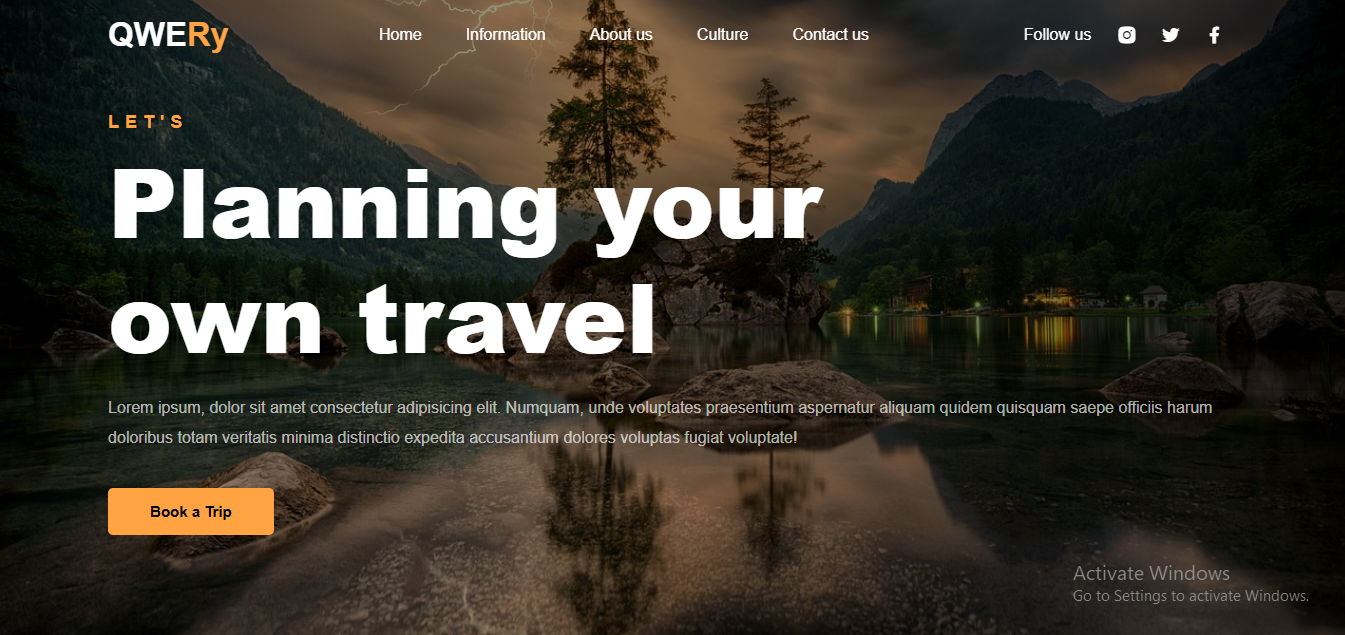 QWERy
Home Information About us Culture Contact us Follow us
LET'S
Planning your
own travel
Lorem ipsum, dolor sit amet consectetur adipisicing elit. Numquam, unde voluptates praesentium aspernatur aliquam quidem quisquam saepe officiis harum
doloribus totam veritatis minima distinctio expedita accusantium dolores voluptas fugiat voluptate!
Book a Trip
Activate Windows
Go to Settings to activate Windows.